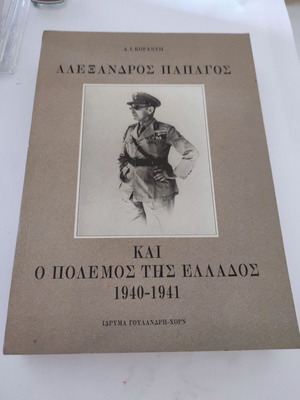 ΑΛΕΞΑΝΔΡΟΣ ΠΑΠΑΓΟΣ
ΚΑΙ
Ο ΠΟΛΕΜΟΣ ΤΗΣ ΕΛΛΑΔΟΣ
1940-1941
ΙΔΡΥΜΑ ΓΟΥΛΑΝΔΡΗ-ΧΟΡΝ